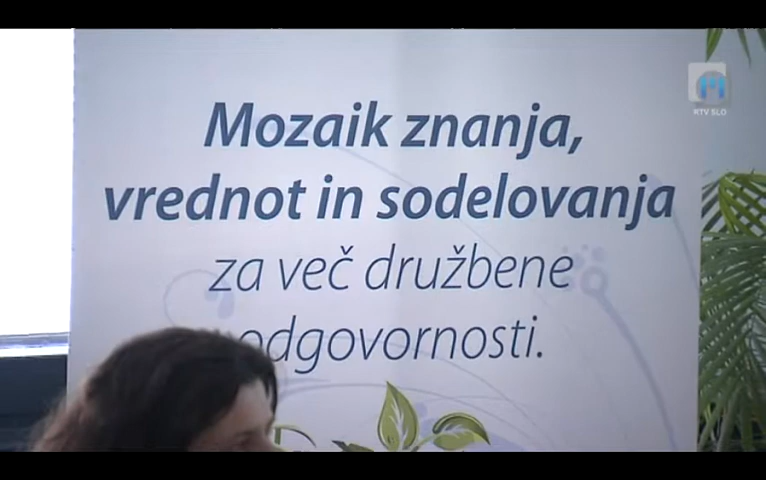 Mozaik znanja,
vrednot in sodelovanja
za več družbene
odgovornosti.
RTV SLO